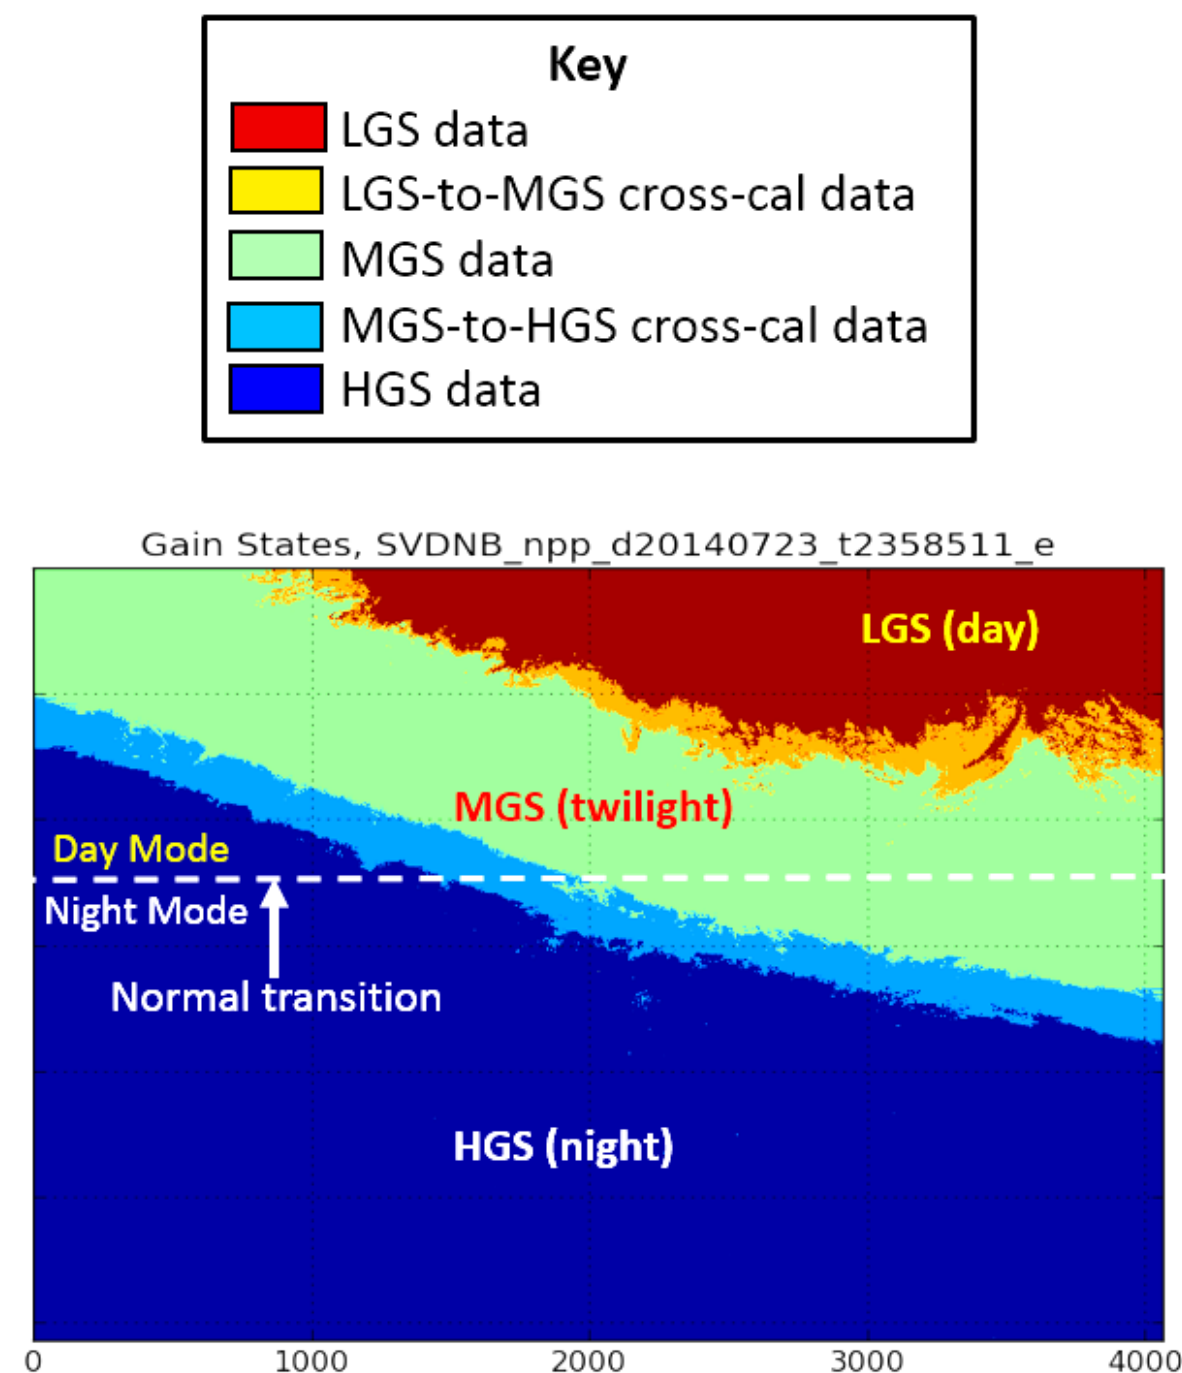 Key
LGS data
LGS-to-MGS cross-cal data
MGS data
MGS-to-HGS cross-cal data
HGS data
Gain States, SVDNB_npp_d20140723_t2358511_e
LGS (day)
MGS (twilight)
Day Mode
Night Mode
Normal transition
HGS (night)
0 1000 2000 3000 4000